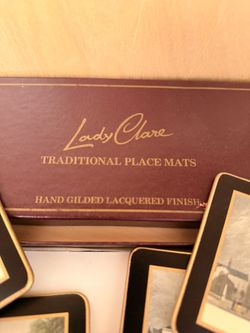 Lady Clare
TRADITIONAL PLACE MATS
HAND GILDED LACQUERED FINISH